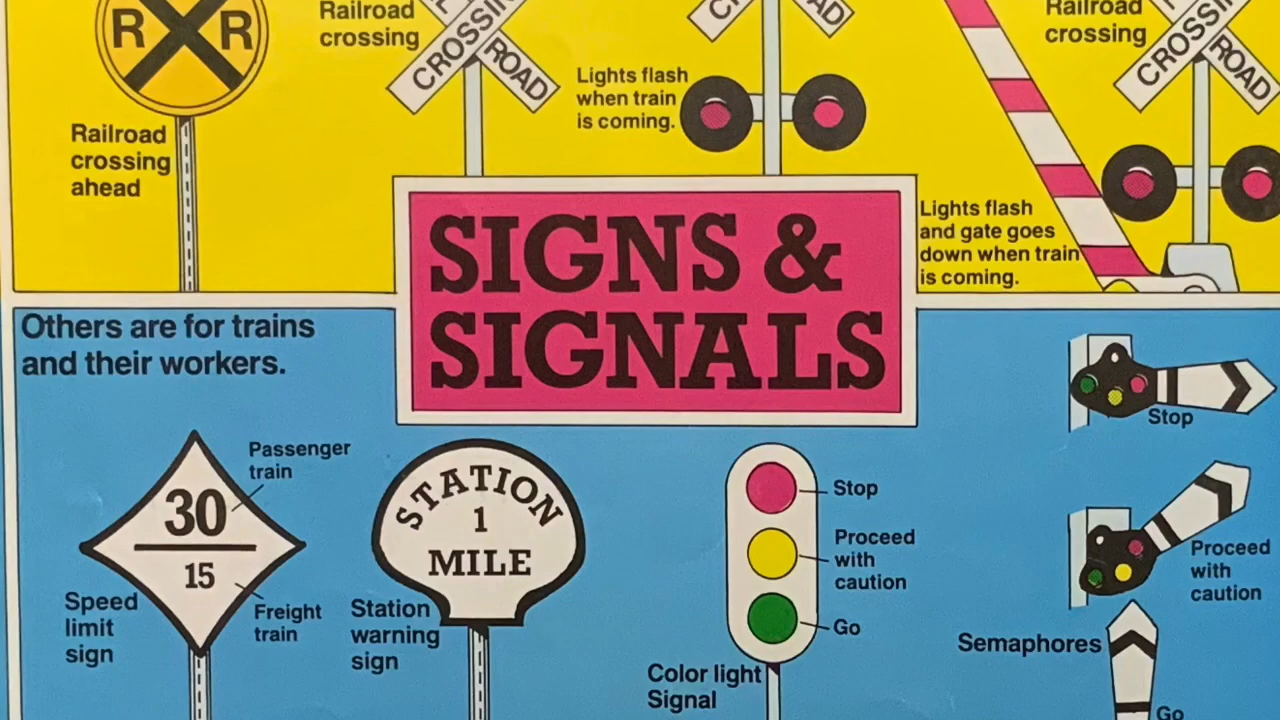 R R
Railroad
crossing
ahead
Railroad
crossing
CROSSING
ROAD
Lights flash
when train
is coming.
Railroad
crossing
CROSSING
ROAD
Lights flash
and gate goes
down when train
is coming.
SIGNS &
SIGNALS
Others are for trains
and their workers.
30
15
Passenger
train
Freight
train
Speed
limit
sign
STATION
1
MILE
Station
warning
sign
Stop
Proceed
with
caution
Go
Color light
Signal
Stop
Proceed
with
caution
Semaphores
Go